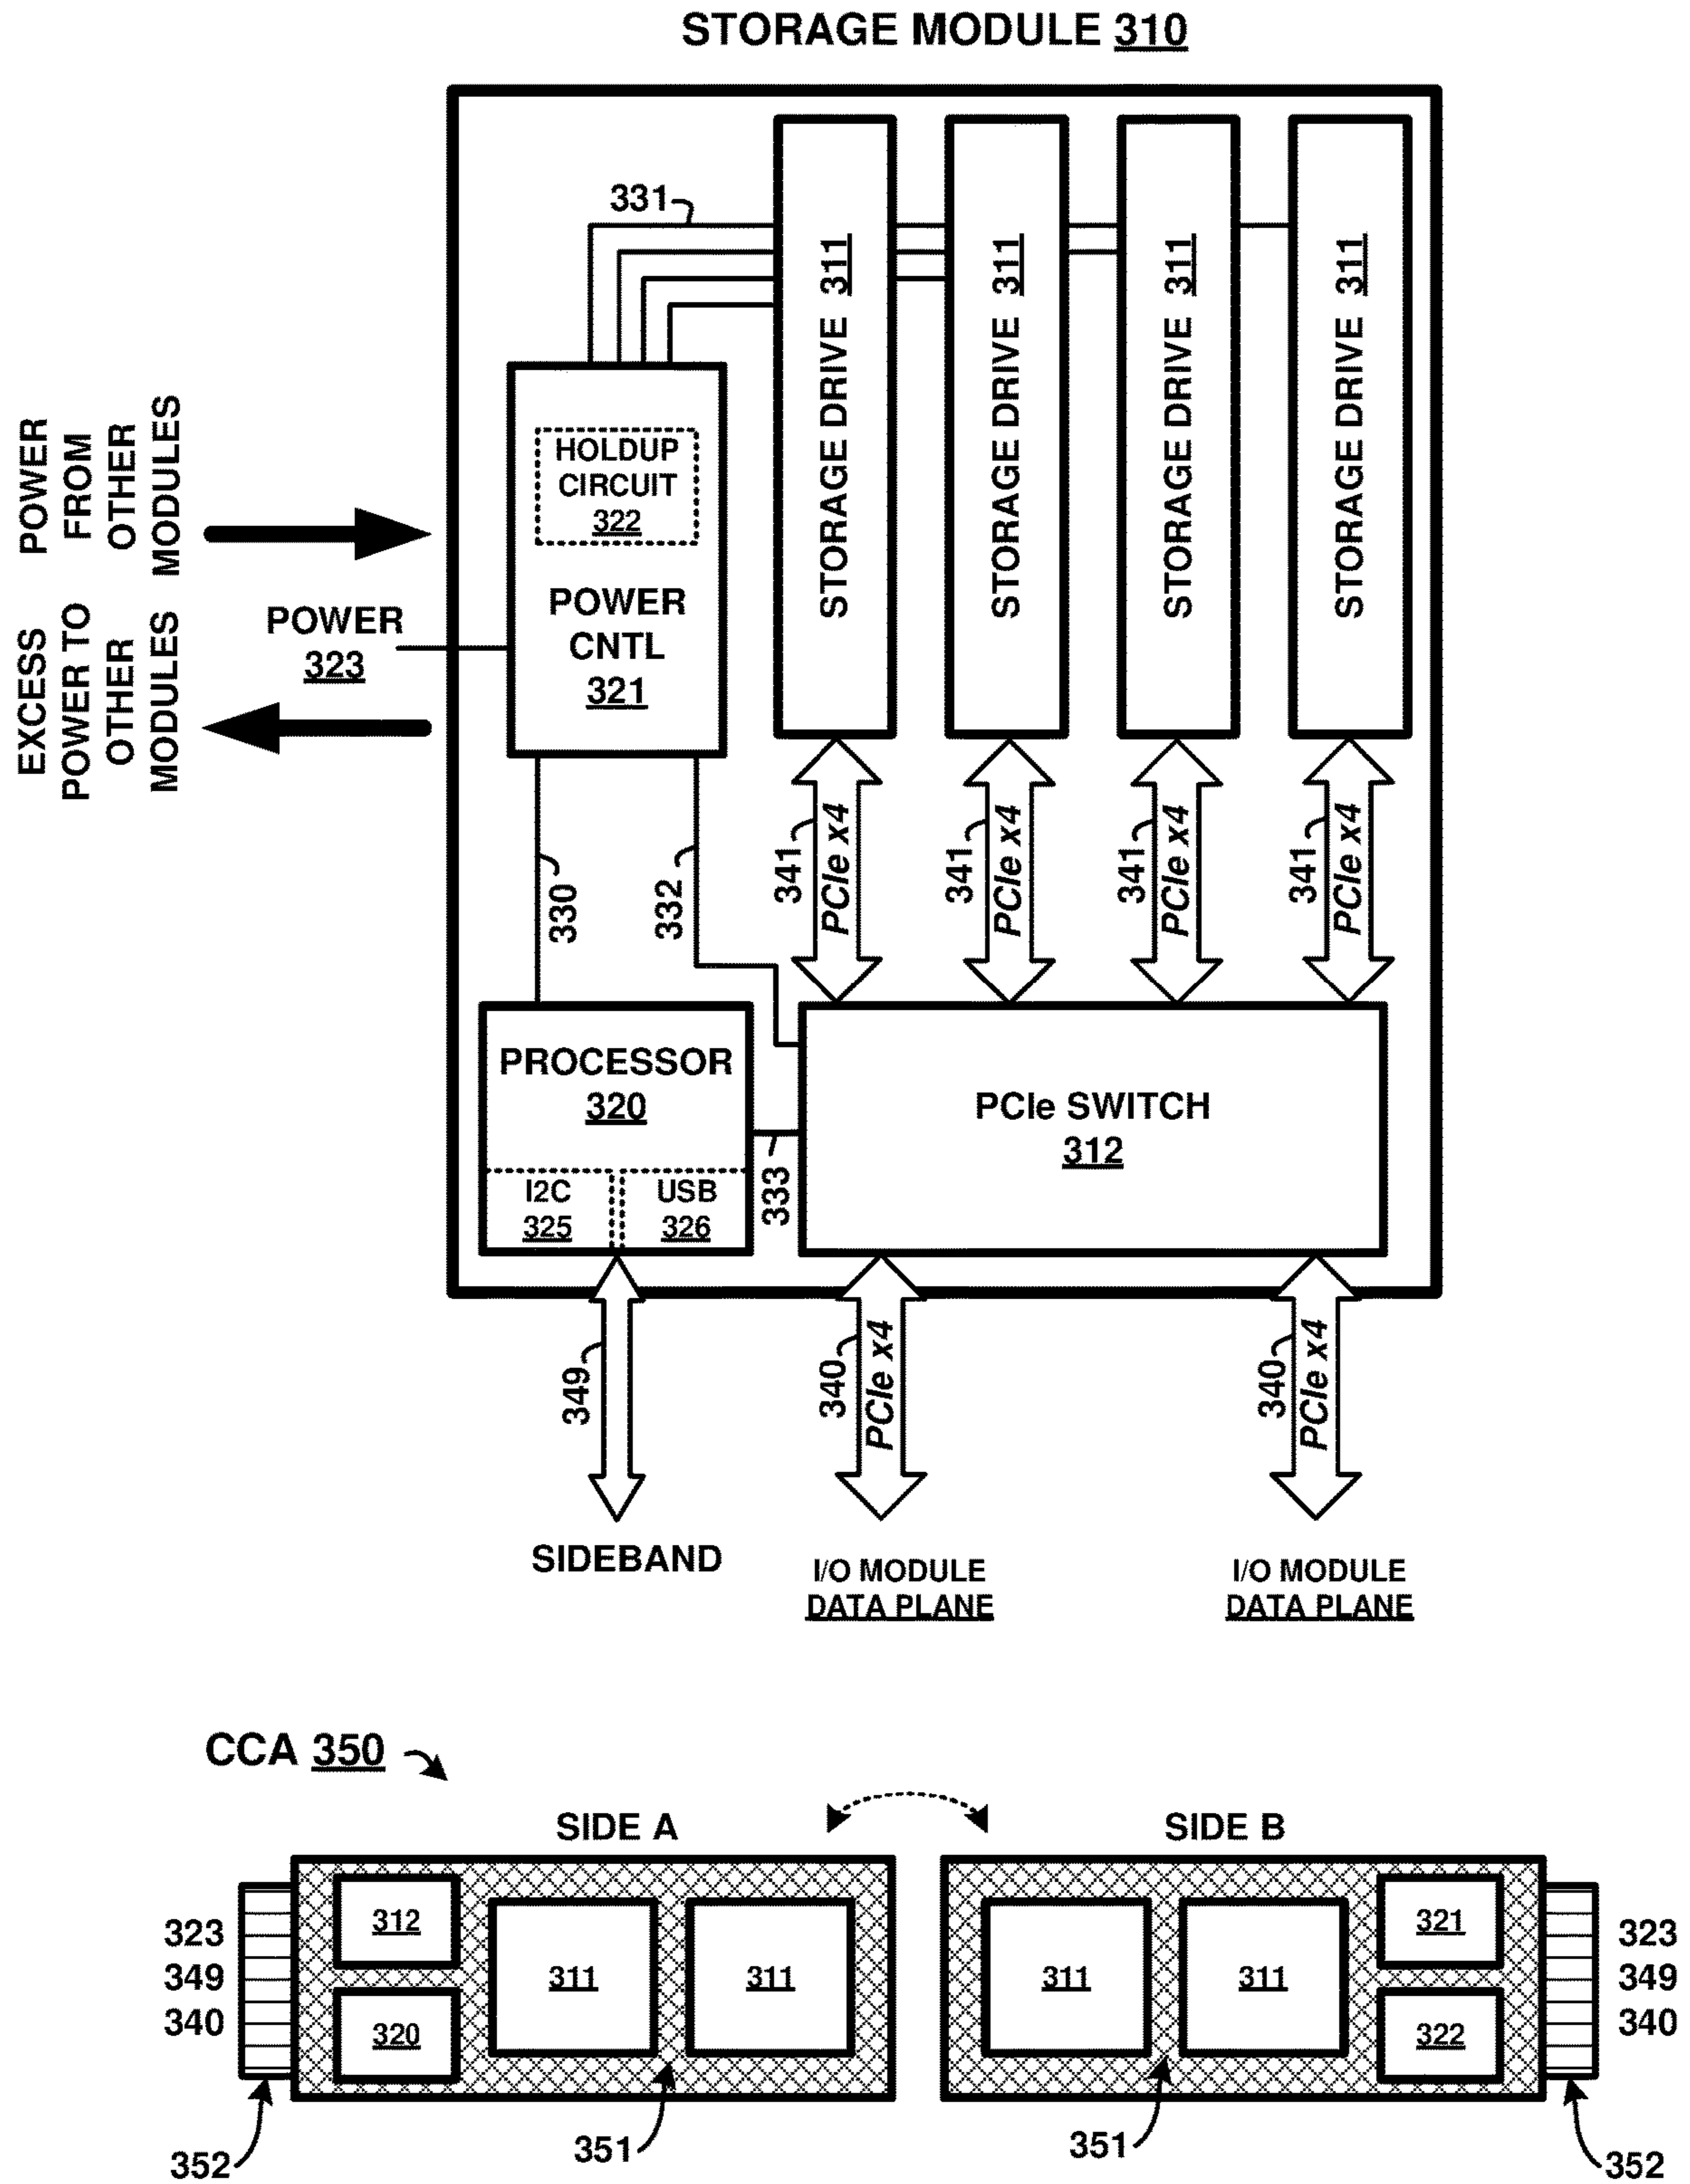 STORAGE MODULE 310
331
STORAGE DRIVE 311
STORAGE DRIVE 311
STORAGE DRIVE 311
STORAGE DRIVE 311
HOLDUP
CIRCUIT
322
POWER
CNTL
321
POWER
FROM
OTHER
MODULES
POWER
323
EXCESS
POWER TO
OTHER
MODULES
330
332
341
PCIe x4
341
PCIe x4
341
PCIe x4
341
PCIe x4
PROCESSOR
320
I2C
325
USB
326
333
PCIe SWITCH
312
349
340
PCIe x4
340
PCIe x4
SIDEBAND
I/O MODULE
DATA PLANE
I/O MODULE
DATA PLANE
CCA 350
SIDE A
SIDE B
323
349
340
312
320
311
311
311
311
321
322
323
349
340
352
351
351
352